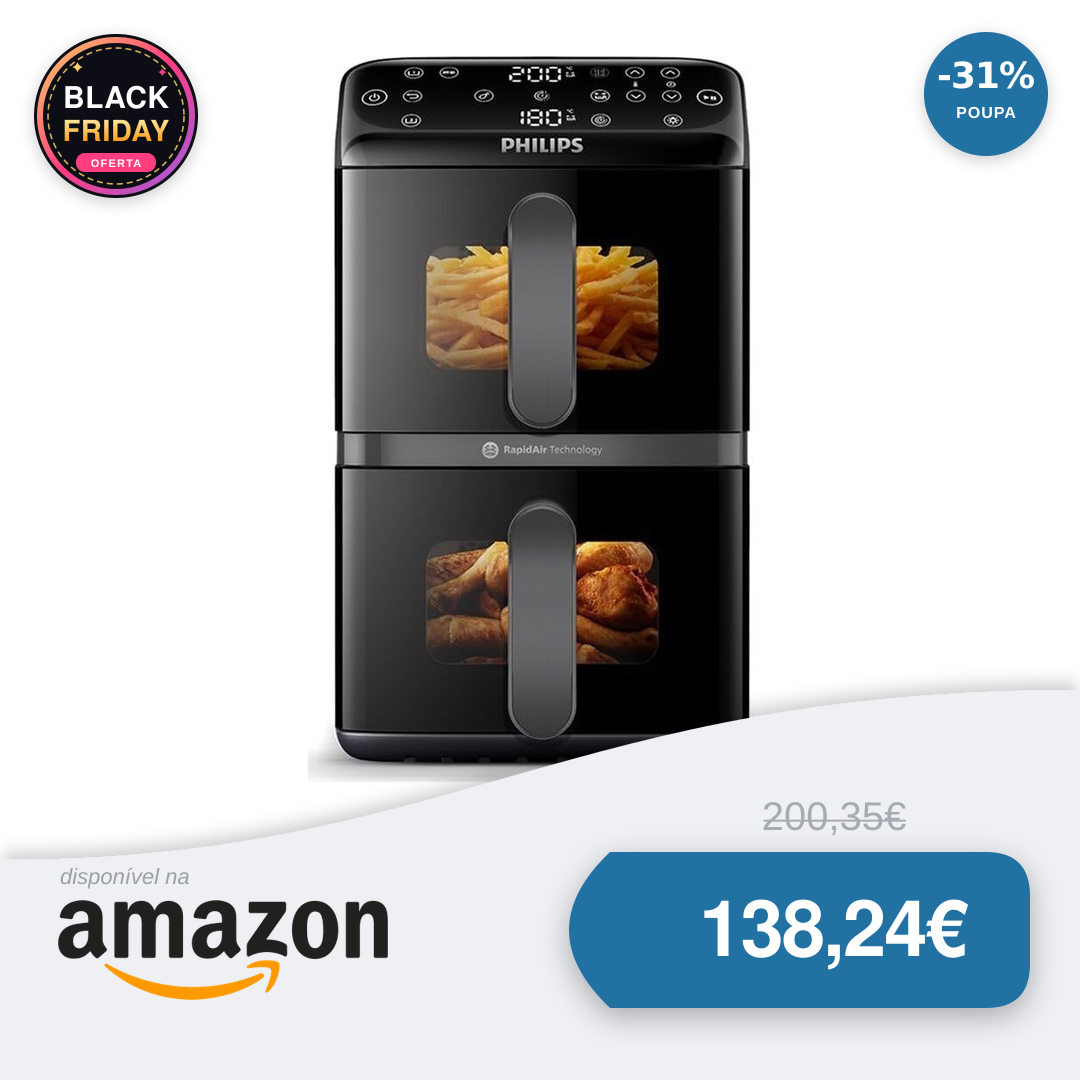 BLACK
FRIDAY
OFERTA
-31%
POUPA
200
180
PHILIPS
RapidAir Technology
200,35€
disponível na
amazon
138,24€